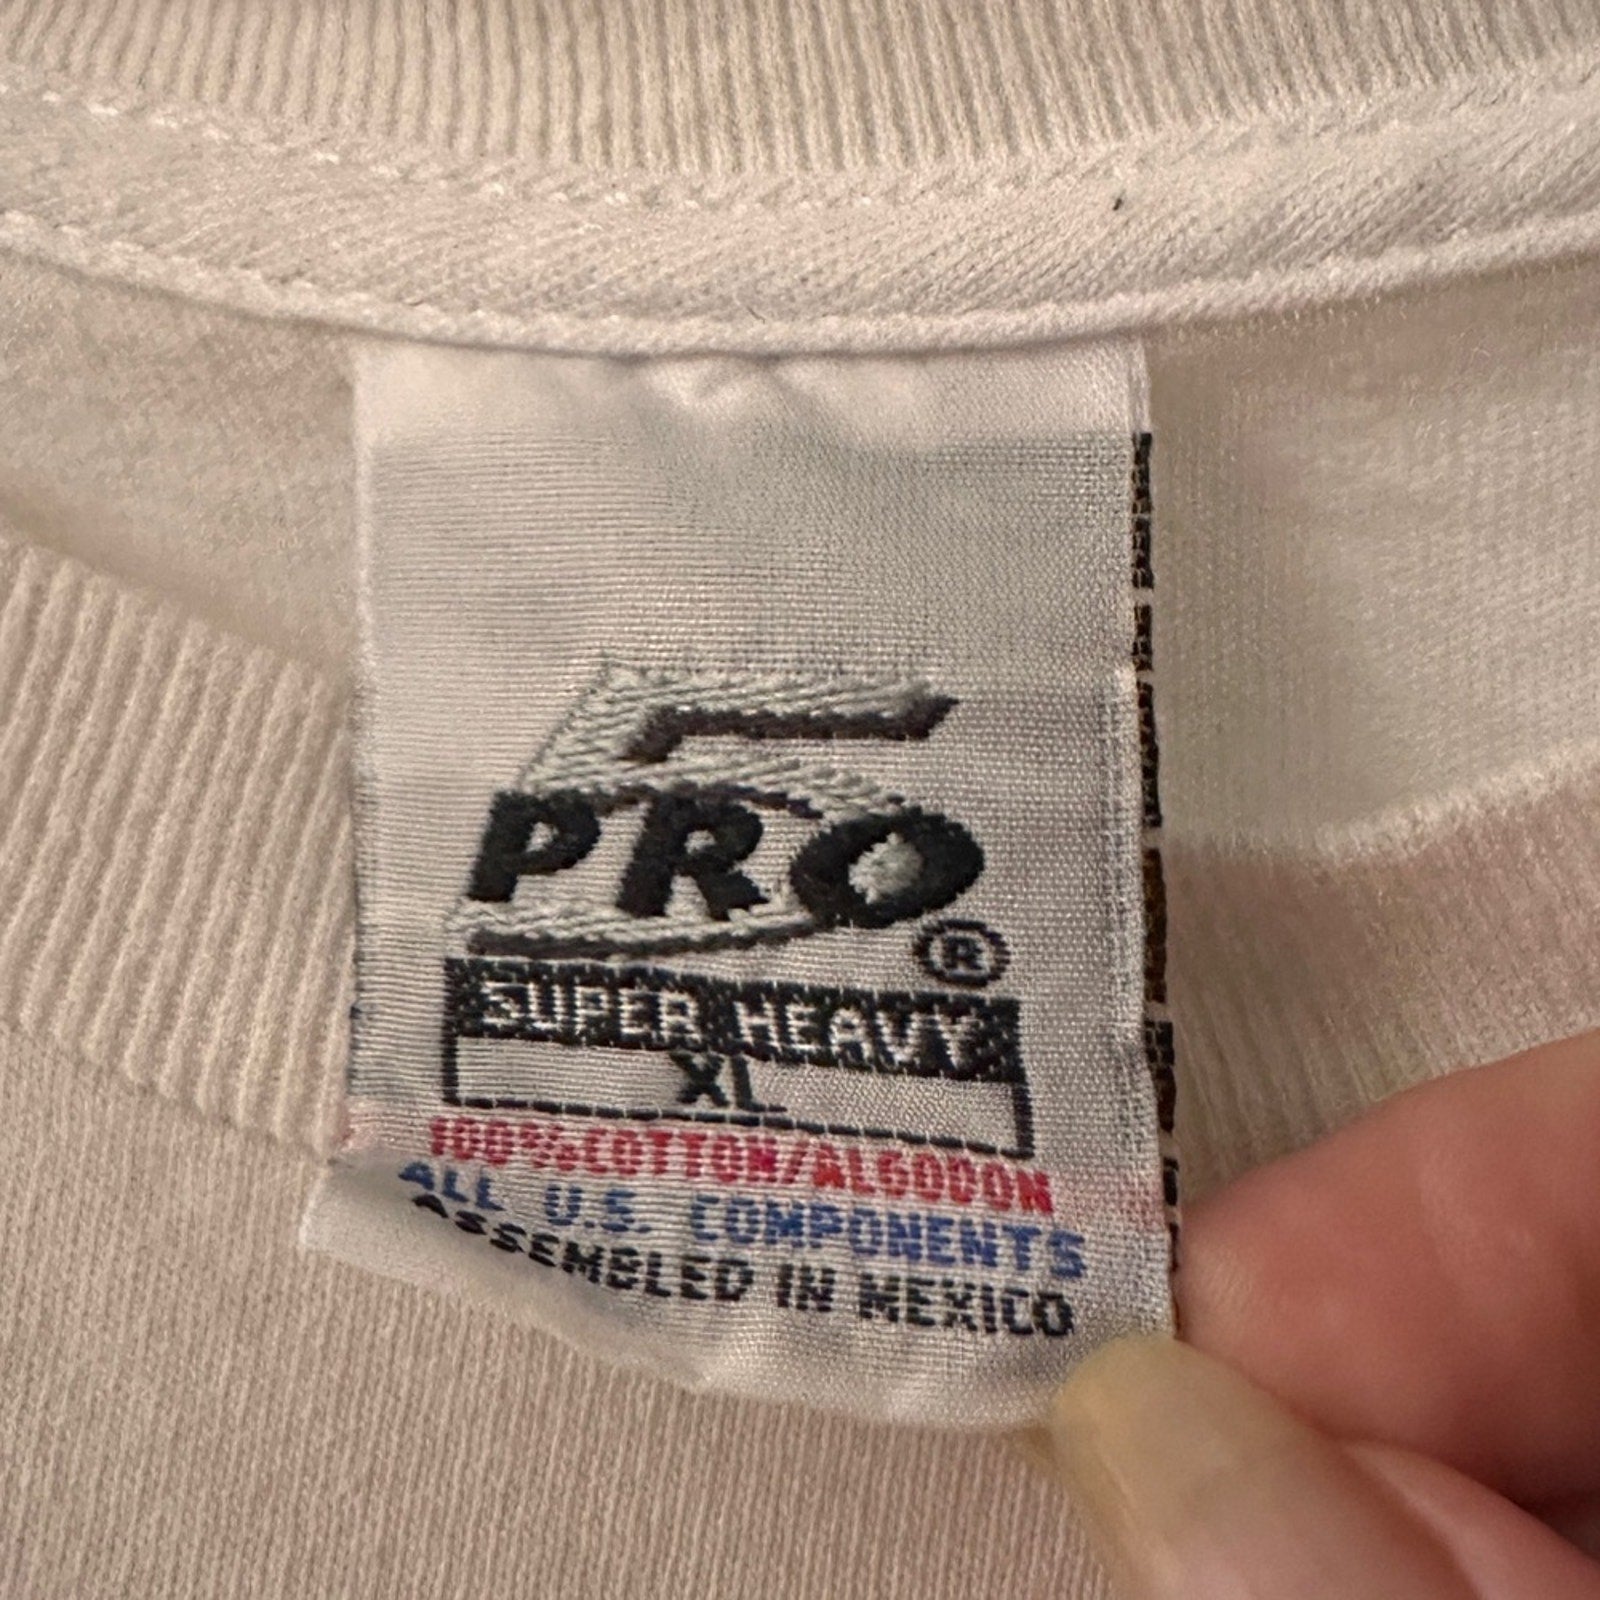 PRO
®
SUPER HEAVY
XL
100% COTTON/ALGODON
ALL U.S. COMPONENTS
ASSEMBLED IN MEXICO